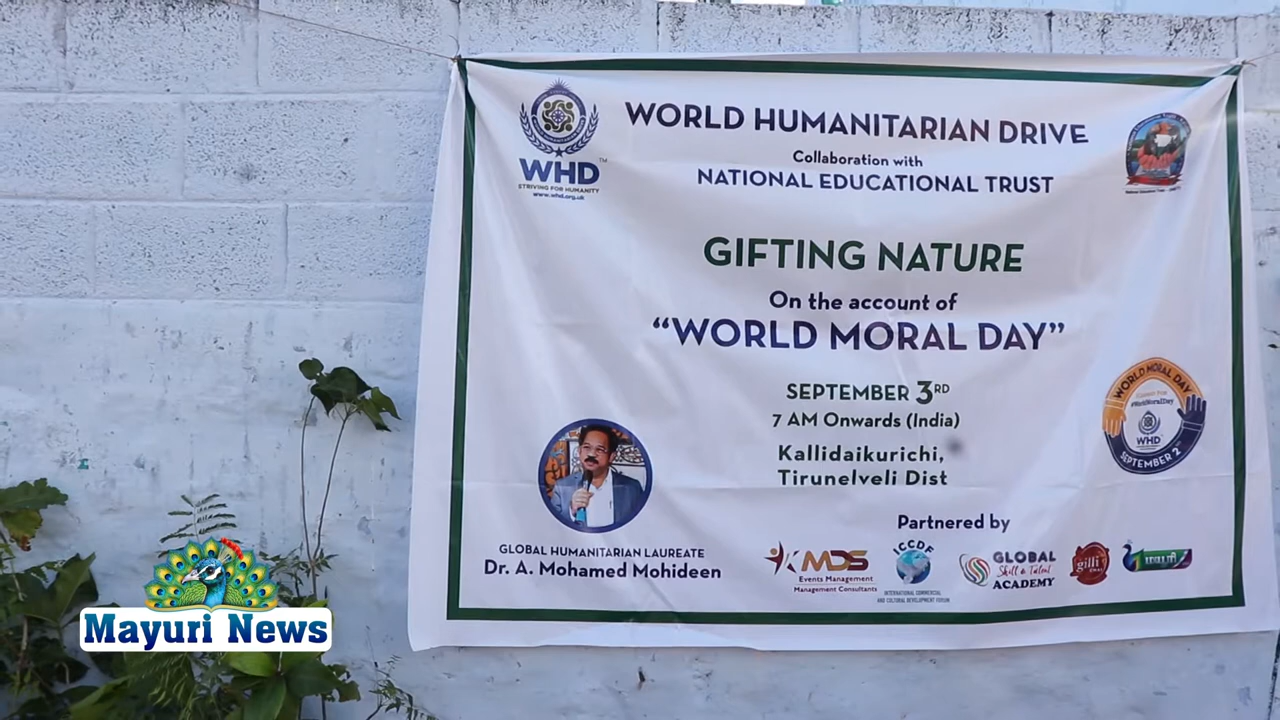 WORLD HUMANITARIAN DRIVE
Collaboration with
NATIONAL EDUCATIONAL TRUST
WHD TM
STRIVING FOR HUMANITY
www.whd.org.uk
GIFTING NATURE
On the account of
“WORLD MORAL DAY”
SEPTEMBER 3RD
7 AM Onwards (India)
Kallidaikurichi,
Tirunelveli Dist
WORLD MORAL DAY
#WorldMoralDay
WHD
SEPTEMBER 2
GLOBAL HUMANITARIAN LAUREATE
Dr. A. Mohamed Mohideen
Partnered by
KMDS
Events Management
Management Consultants
ICCDF
INTERNATIONAL COMMERCIAL
AND CULTURAL DEVELOPMENT FORUM
GLOBAL
Skill & Talent
ACADEMY
gilli
மயூரி
Mayuri News